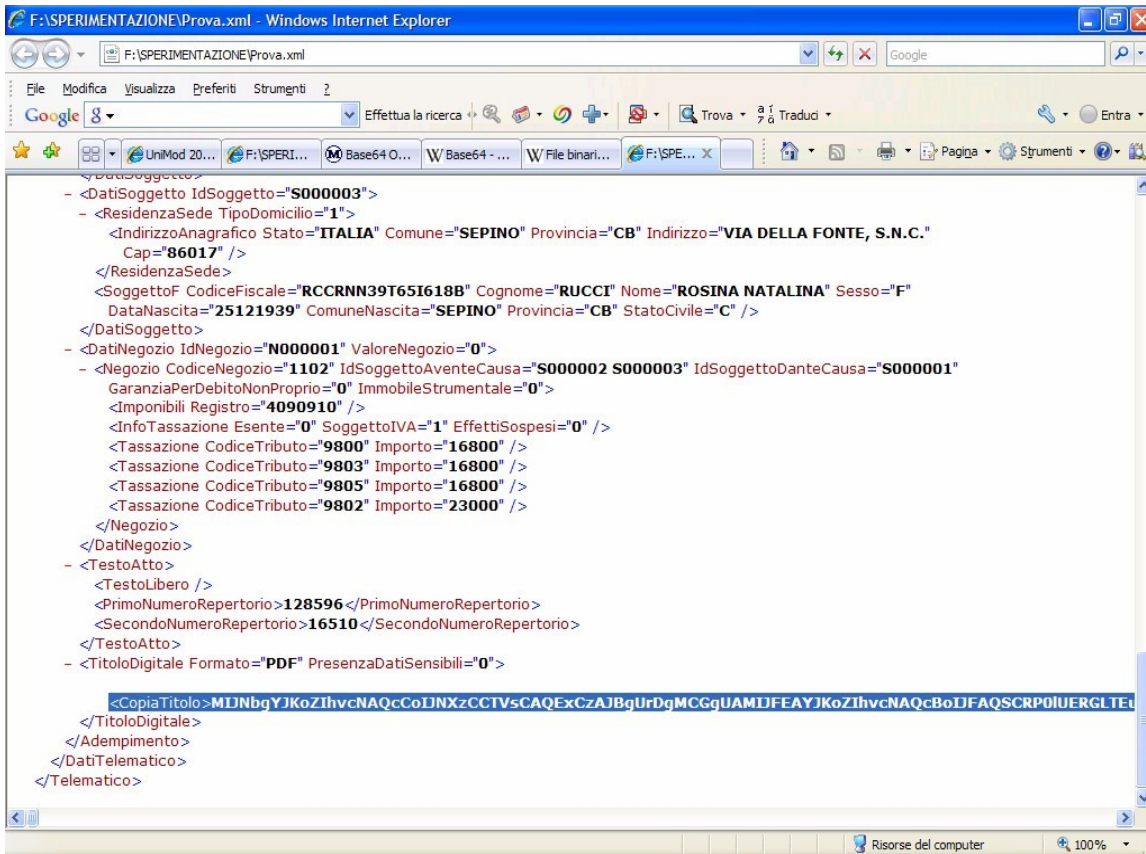 F:\SPERIMENTAZIONE\Prova.xml - Windows Internet Explorer
F:\SPERIMENTAZIONE\Prova.xml
Google
File Modifica Visualizza Preferiti Strumenti ?
Google Effettua la ricerca Trova Traduci Entra
UniMod 20... F:\SPERI... Base64 O... Base64 - ... File binari... F:\SPE... X Pagina Strumenti
</DatiSoggetto>
- <DatiSoggetto IdSoggetto="S000003">
- <ResidenzaSede TipoDomicilio="1">
<IndirizzoAnagrafico Stato="ITALIA" Comune="SEPINO" Provincia="CB" Indirizzo="VIA DELLA FONTE, S.N.C."
Cap="86017" />
</ResidenzaSede>
<SoggettoF CodiceFiscale="RCCRNN39T65I618B" Cognome="RUCCI" Nome="ROSINA NATALINA" Sesso="F"
DataNascita="25121939" ComuneNascita="SEPINO" Provincia="CB" StatoCivile="C" />
</DatiSoggetto>
- <DatiNegozio IdNegozio="N000001" ValoreNegozio="0">
- <Negozio CodiceNegozio="1102" IdSoggettoAventeCausa="S000002 S000003" IdSoggettoDanteCausa="S000001"
GaranziaPerDebitoNonProprio="0" ImmobileStrumentale="0">
<Imponibili Registro="4090910" />
<InfoTassazione Esente="0" SoggettoIVA="1" EffettiSospesi="0" />
<Tassazione CodiceTributo="9800" Importo="16800" />
<Tassazione CodiceTributo="9803" Importo="16800" />
<Tassazione CodiceTributo="9805" Importo="16800" />
<Tassazione CodiceTributo="9802" Importo="23000" />
</Negozio>
</DatiNegozio>
- <TestoAtto>
<TestoLibero />
<PrimoNumeroRepertorio>128596</PrimoNumeroRepertorio>
<SecondoNumeroRepertorio>16510</SecondoNumeroRepertorio>
</TestoAtto>
- <TitoloDigitale Formato="PDF" PresenzaDatiSensibili="0">
<CopiaTitolo>MIJNbgYJKoZIhvcNAQcCoIJNXzCCTVsCAQExCzAJBgUrDgMCGgUAMIJFEAYJKoZIhvcNAQcBoIJFAQSCRP0lUERGLTEu
</TitoloDigitale>
</Adempimento>
</DatiTelematico>
</Telematico>
Risorse del computer 100%